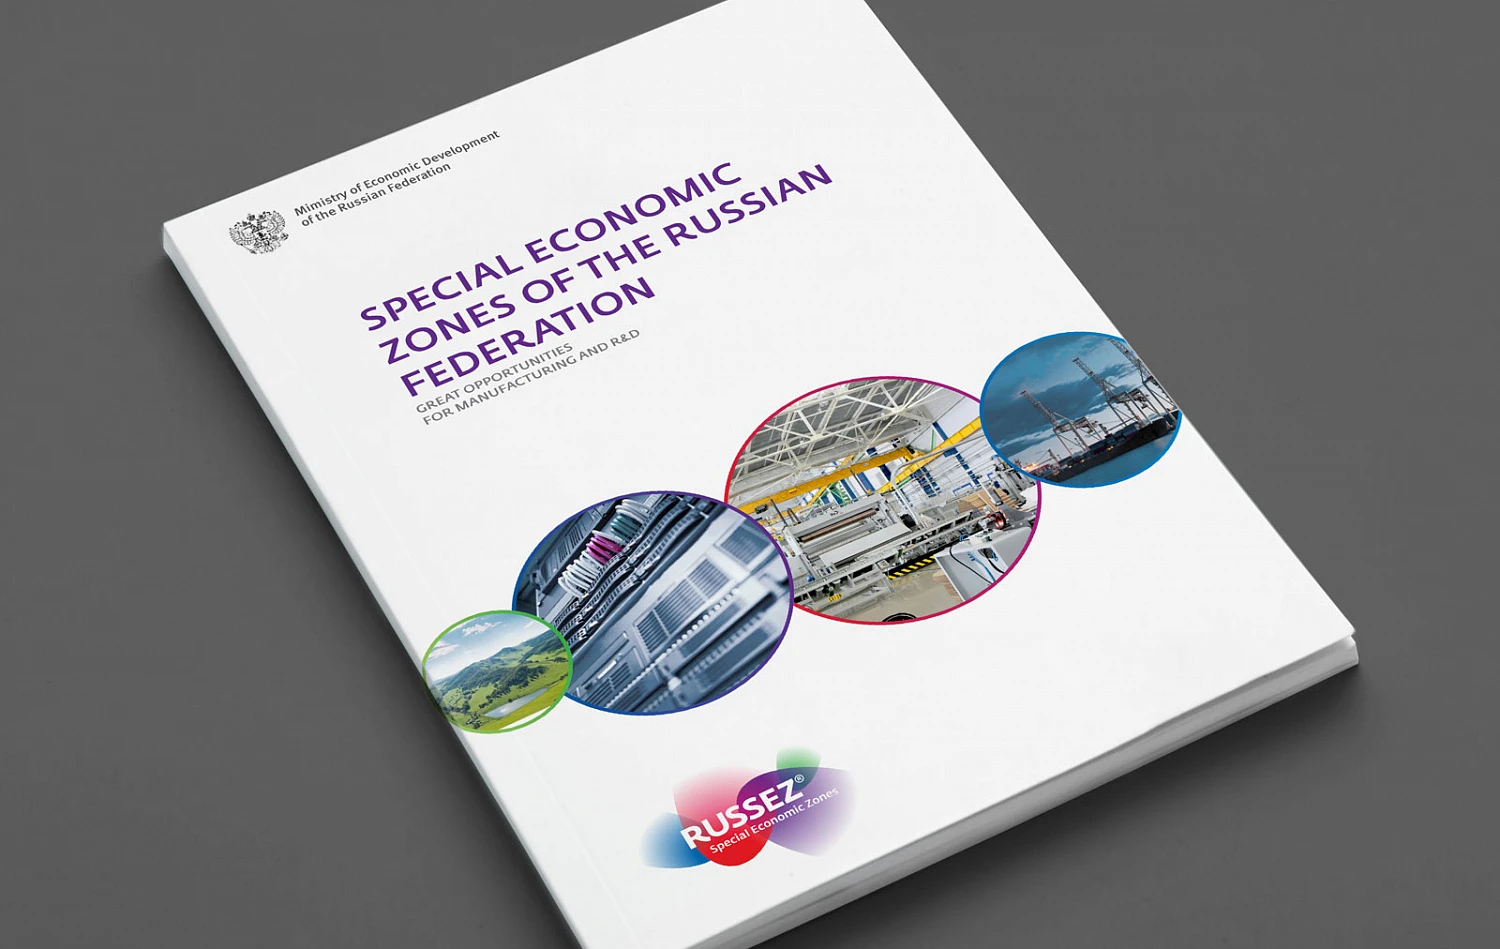 Mimistry of Economic Development
of the Russian Federation
SPECIAL ECONOMIC
ZONES OF THE RUSSIAN
FEDERATION
GREAT OPPORTUNITIES
FOR MANUFACTURING AND R&D
RUSSEZ®
Special Economic Zones